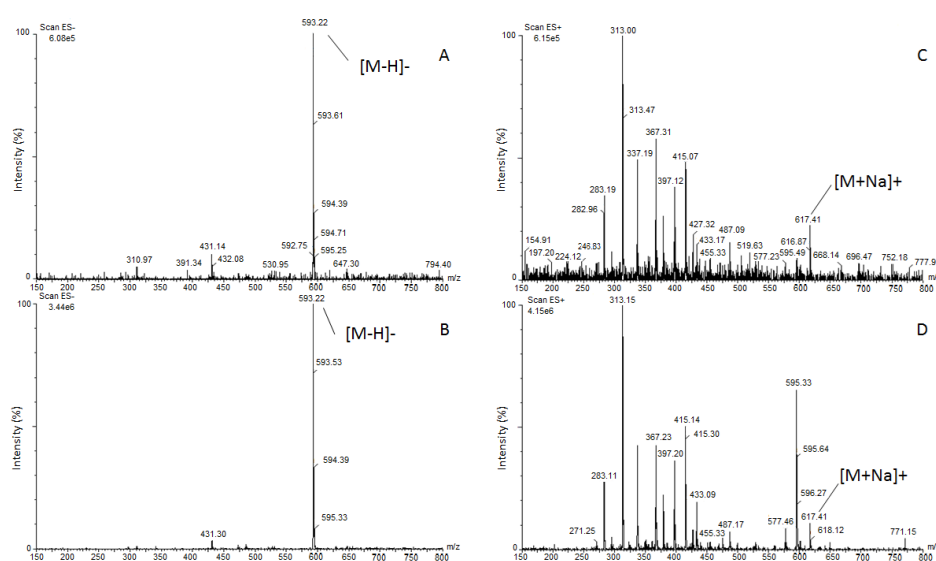 Scan ES-
6.08e5
593.22
100
A
[M-H]-
593.61
594.39
594.71
592.75
595.25
431.14
432.08
310.97
391.34
530.95
647.30
794.40
0
150 200 250 300 350 400 450 500 550 600 650 700 750 800
m/z
Intensity (%)
Scan ES-
3.44e6
593.22
100
B
[M-H]-
593.53
594.39
595.33
431.30
0
150 200 250 300 350 400 450 500 550 600 650 700 750 800
m/z
Intensity (%)
Scan ES+
6.15e5
313.00
100
C
313.47
367.31
337.19
415.07
397.12
[M+Na]+
283.19
282.96
427.32
433.17
487.09
617.41
154.91
197.20
224.12
246.83
455.33
519.63
577.23
595.49
616.87
668.14
696.47
752.18
777.9
0
150 200 250 300 350 400 450 500 550 600 650 700 750 800
m/
Intensity (%)
Scan ES+
4.15e6
313.15
100
D
595.33
367.23
415.14
415.30
397.20
595.64
[M+Na]+
283.11
433.09
596.27
617.41
271.25
455.33
487.17
577.46
618.12
771.15
0
150 200 250 300 350 400 450 500 550 600 650 700 750 800
m/z
Intensity (%)